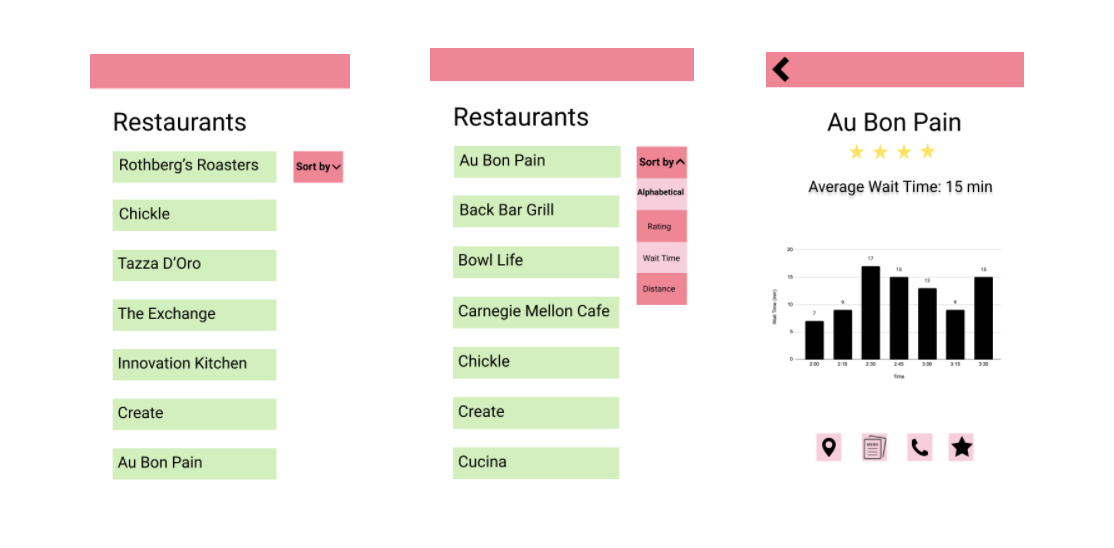 Restaurants
Rothberg's Roasters
Sort by
Chickle
Tazza D'Oro
The Exchange
Innovation Kitchen
Create
Au Bon Pain
Restaurants
Au Bon Pain
Sort by
Alphabetical
Back Bar Grill
Rating
Bowl Life
Wait Time
Distance
Carnegie Mellon Cafe
Chickle
Create
Cucina
Au Bon Pain
Average Wait Time: 15 min
Wait Time (min)
20
15
10
5
0
7
9
17
15
13
9
15
2:00 2:15 2:30 2:45 3:00 3:15 3:30
Time
MENU